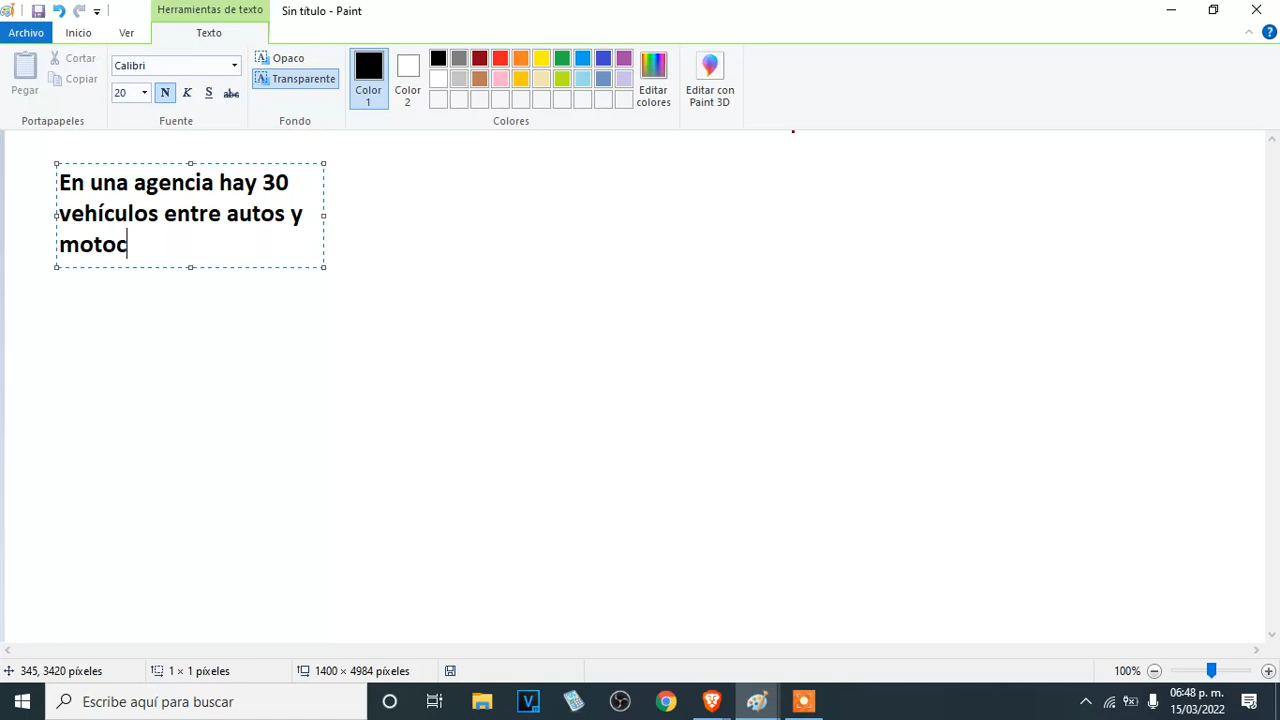 Herramientas de texto
Sin título - Paint
Archivo
Inicio
Ver
Texto
Pegar
Cortar
Copiar
Portapapeles
Calibri
20
N
K
S
abc
Fuente
Opaco
Transparente
Fondo
Color 1
Color 2
Colores
Editar colores
Editar con Paint 3D
En una agencia hay 30
vehículos entre autos y
motoc
345, 3420 píxeles
1 × 1 píxeles
1400 × 4984 píxeles
100%
Escribe aquí para buscar
06:48 p. m.
15/03/2022